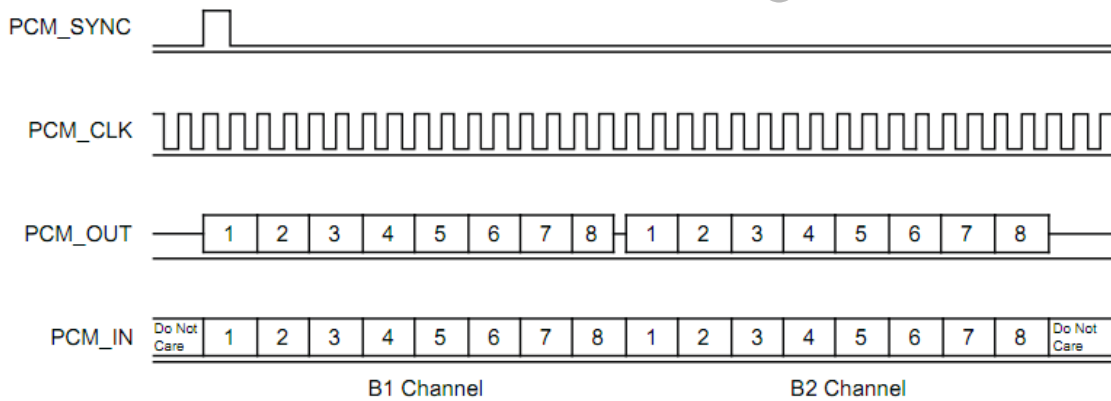 PCM_SYNC
PCM_CLK
PCM_OUT
1 2 3 4 5 6 7 8 1 2 3 4 5 6 7 8
PCM_IN
Do Not
Care
1 2 3 4 5 6 7 8 1 2 3 4 5 6 7 8
Do Not
Care
B1 Channel
B2 Channel